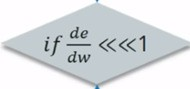 if de/dw ⋘1